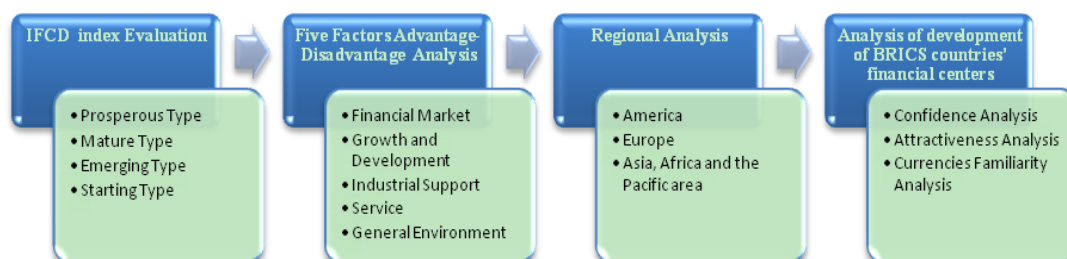 IFCD index Evaluation
• Prosperous Type
• Mature Type
• Emerging Type
• Starting Type
Five Factors Advantage-
Disadvantage Analysis
• Financial Market
• Growth and
Development
• Industrial Support
• Service
• General Environment
Regional Analysis
• America
• Europe
• Asia, Africa and the
Pacific area
Analysis of development
of BRICS countries'
financial centers
• Confidence Analysis
• Attractiveness Analysis
• Currencies Familiarity
Analysis